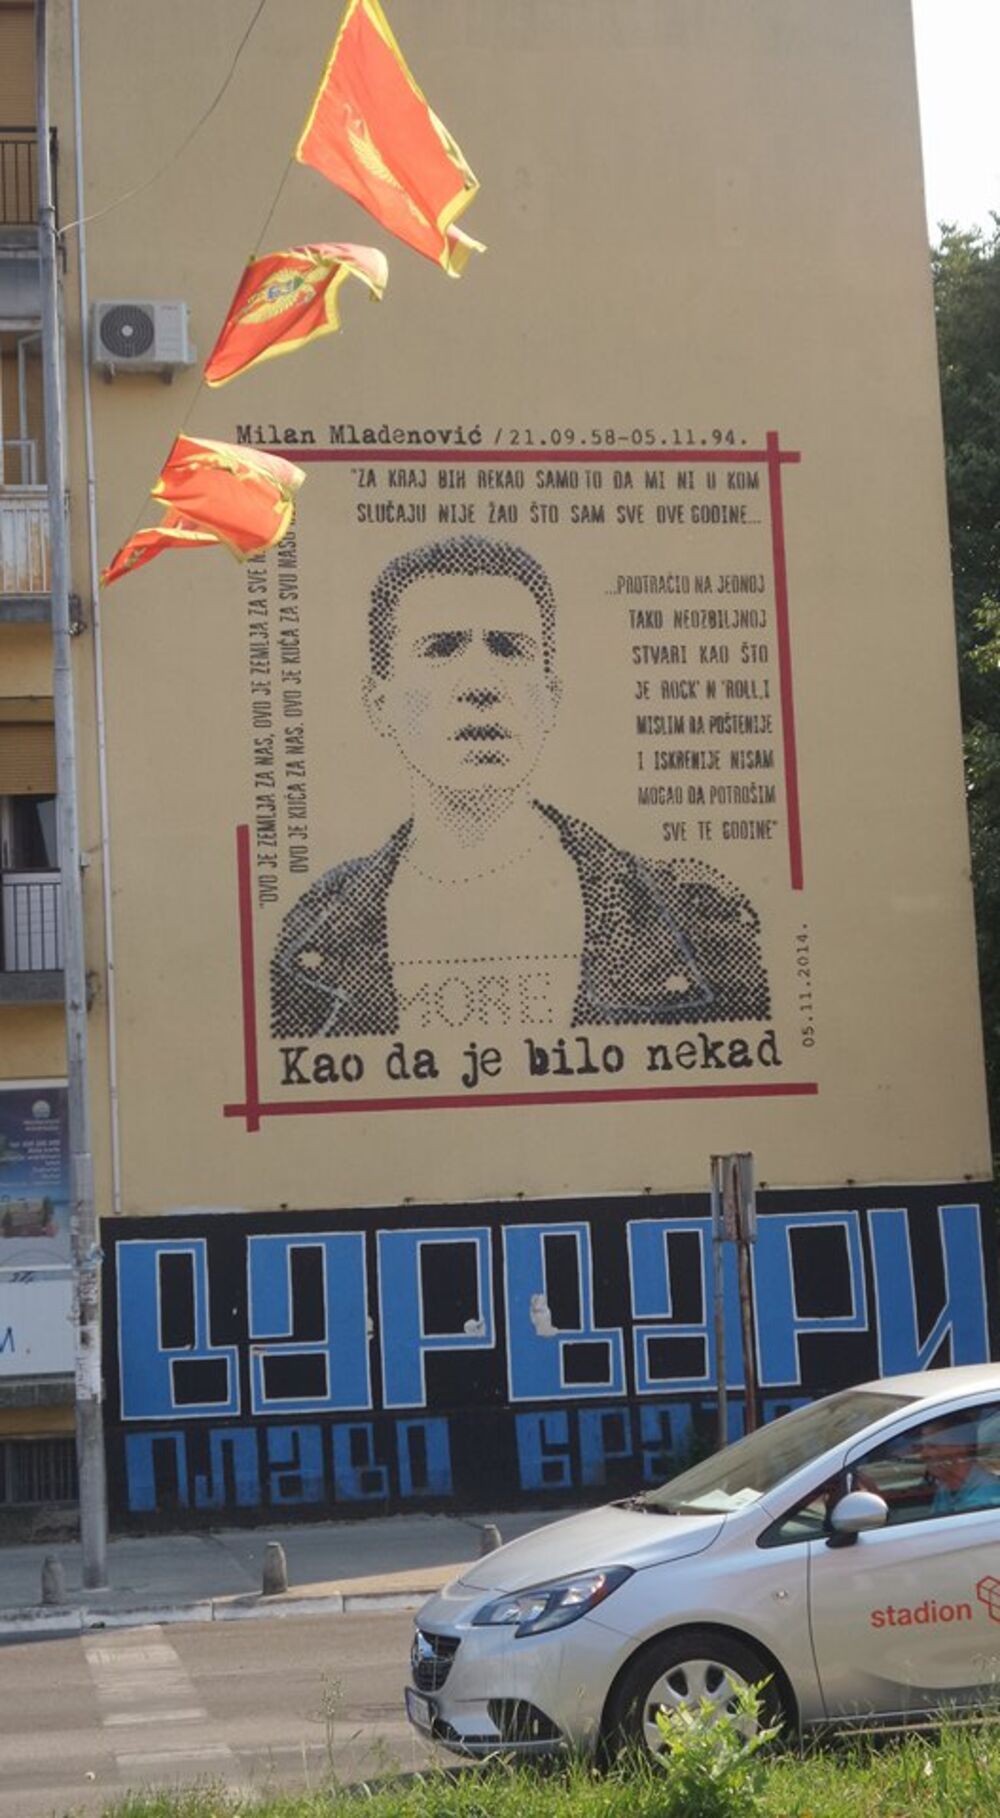 Milan Mladenović / 21.09.58-05.11.94.
"ZA KRAJ BIH REKAO SAMO TO DA MI NI U KOM
SLUČAJU NIJE ŽAO ŠTO SAM SVE OVE GODINE...
...PROTRAĆIO NA JEDNOJ
TAKO NEOZBILJNOJ
STVARI KAO ŠTO
JE ROCK' N 'ROLL.I
MISLIM DA POŠTENIJE
I ISKRENIJE NISAM
MOGAO DA POTROŠIM
SVE TE GODINE"
"OVO JE ZEMLJA ZA NAS, OVO JE ZEMLJA ZA SVE
OVO JE KUĆA ZA NAS. OVO JE KUĆA ZA SVU NAŠU
MORE
Kao da je bilo nekad
05.11.2014.
ВАРВАРИ
ПЛАВО
stadion